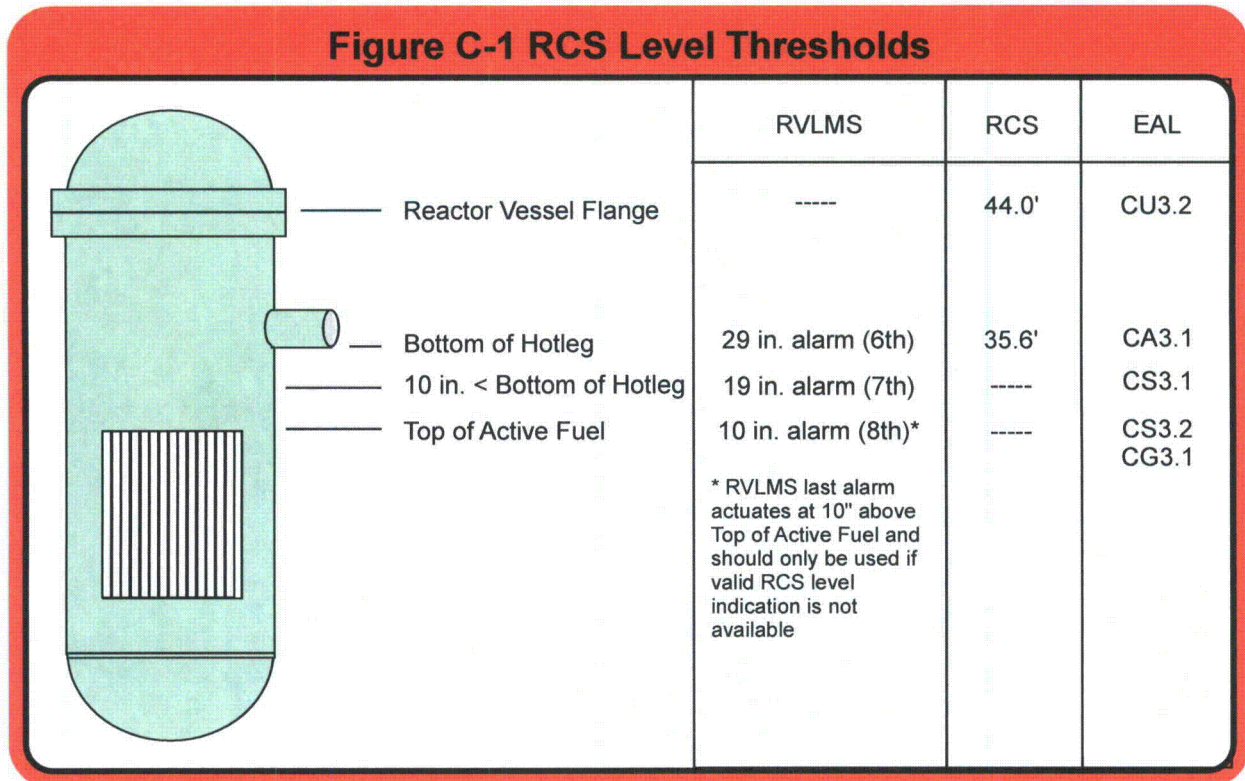 Figure C-1 RCS Level Thresholds
RVLMS RCS EAL
Reactor Vessel Flange ----- 44.0' CU3.2
Bottom of Hotleg 29 in. alarm (6th) 35.6' CA3.1
10 in. < Bottom of Hotleg 19 in. alarm (7th) ----- CS3.1
Top of Active Fuel 10 in. alarm (8th)* ----- CS3.2
CG3.1
* RVLMS last alarm
actuates at 10" above
Top of Active Fuel and
should only be used if
valid RCS level
indication is not
available